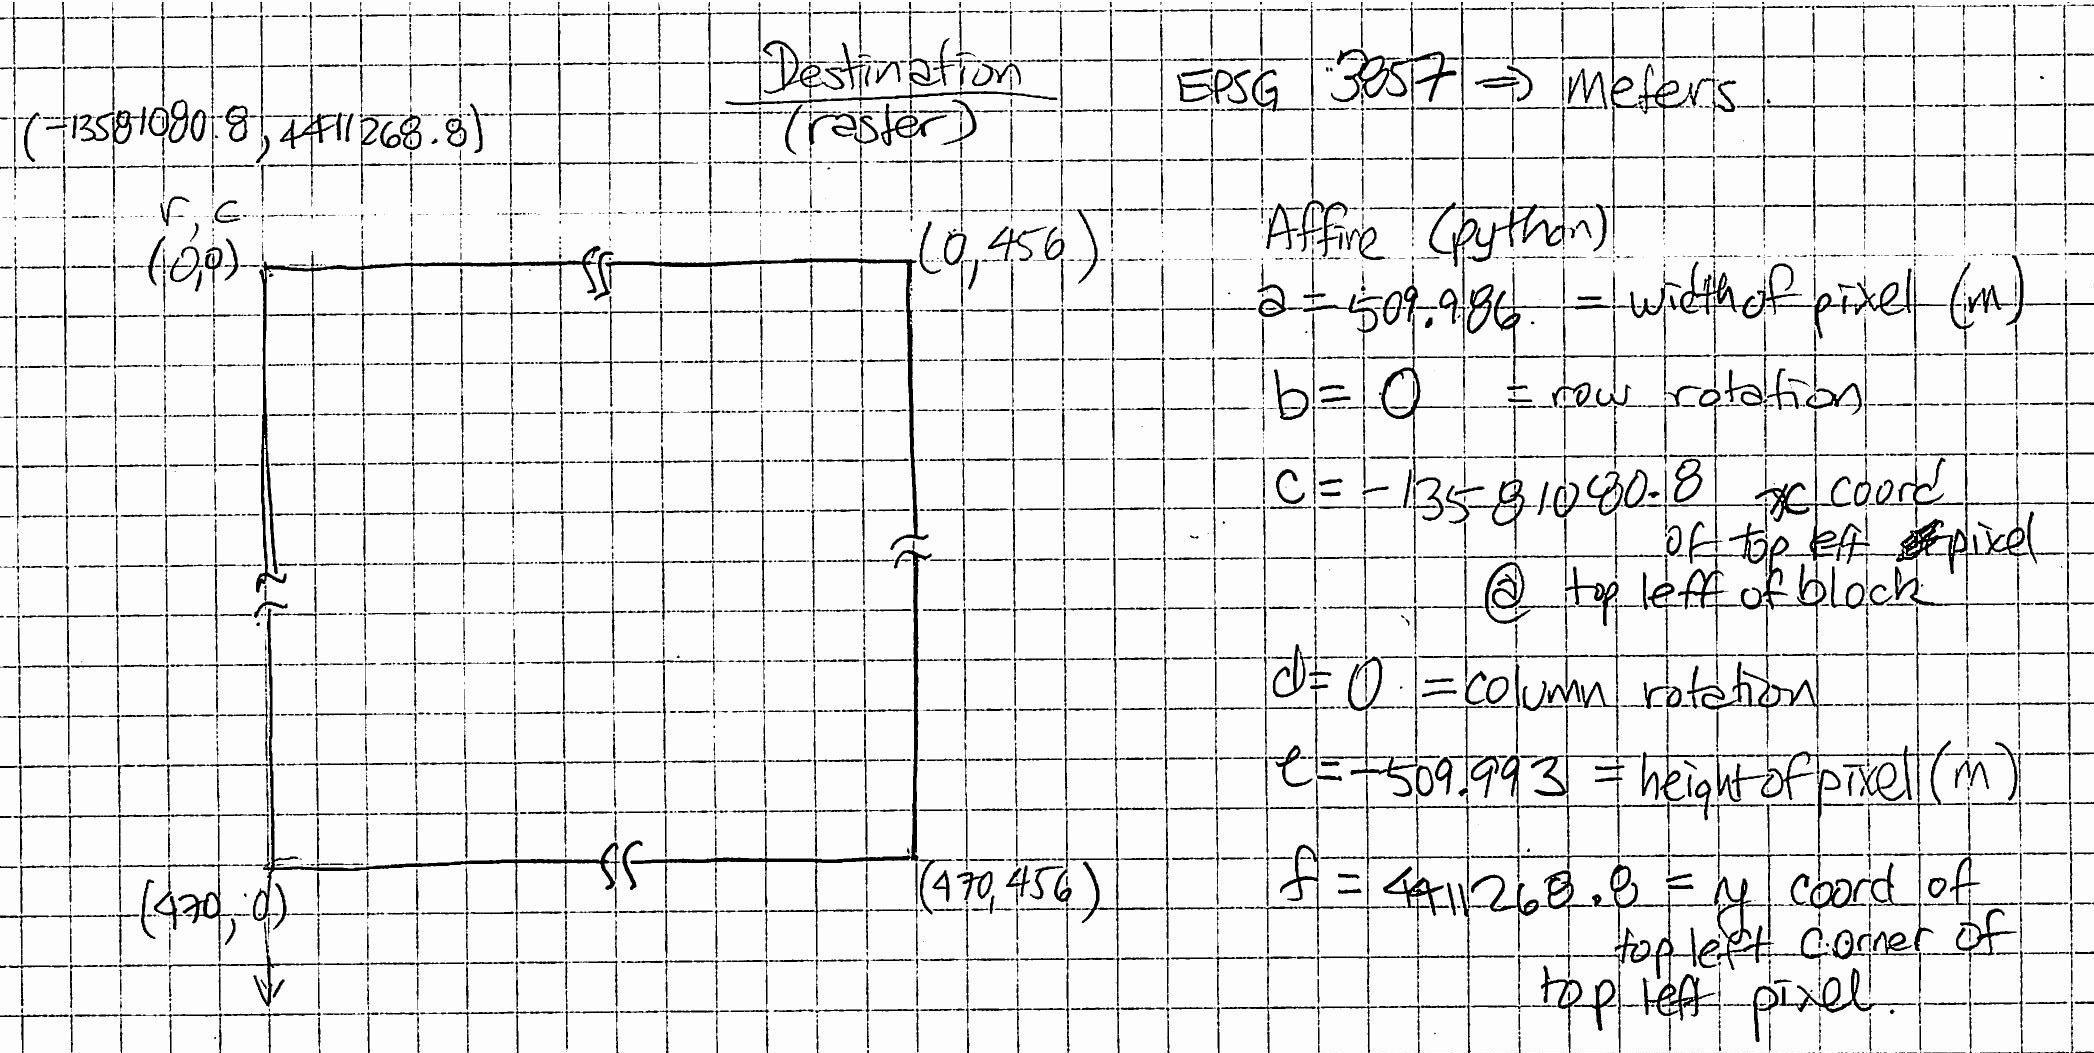 Destination
(raster)
EPSG 3857 => Meters
(-13581080.8, 4411268.8)
r, c
(0,0)
(0,456)
(470, 0)
(470,456)
Affine (python)
a = 509.986 = width of pixel (m)
b = 0 = row rotation
c = -13581080.8 x coord
of top left pixel
@ top left of block
d = 0 = column rotation
e = -509.993 = height of pixel (m)
f = 4411268.8 = y coord of
top left corner of
top left pixel.